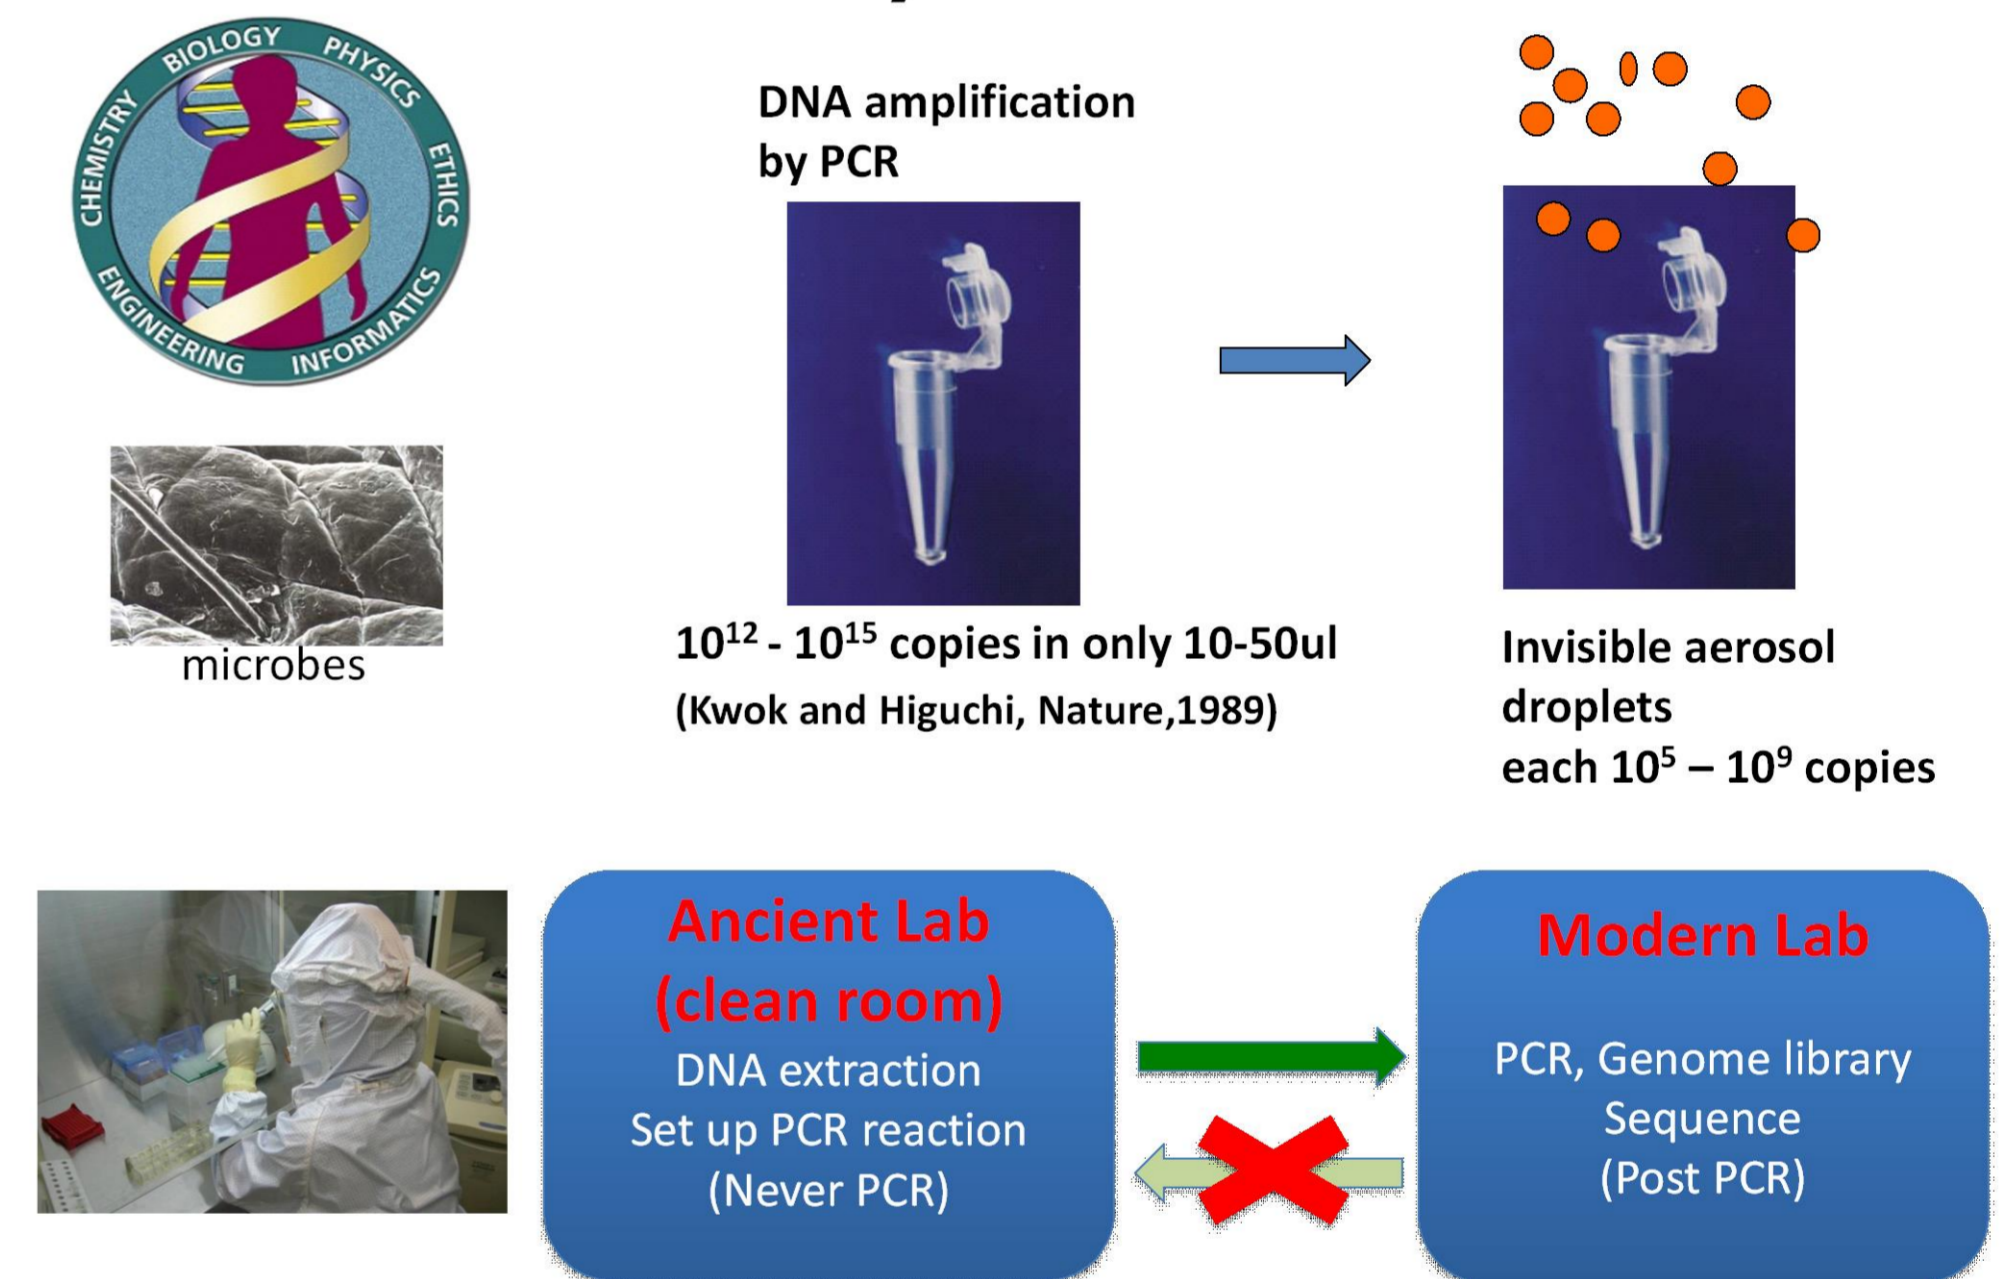 CHEMISTRY BIOLOGY PHYSICS ETHICS
ENGINEERING INFORMATICS
microbes
DNA amplification
by PCR
10¹² - 10¹⁵ copies in only 10-50ul
(Kwok and Higuchi, Nature,1989)
Invisible aerosol
droplets
each 10⁵ – 10⁹ copies
Ancient Lab
(clean room)
DNA extraction
Set up PCR reaction
(Never PCR)
Modern Lab
PCR, Genome library
Sequence
(Post PCR)